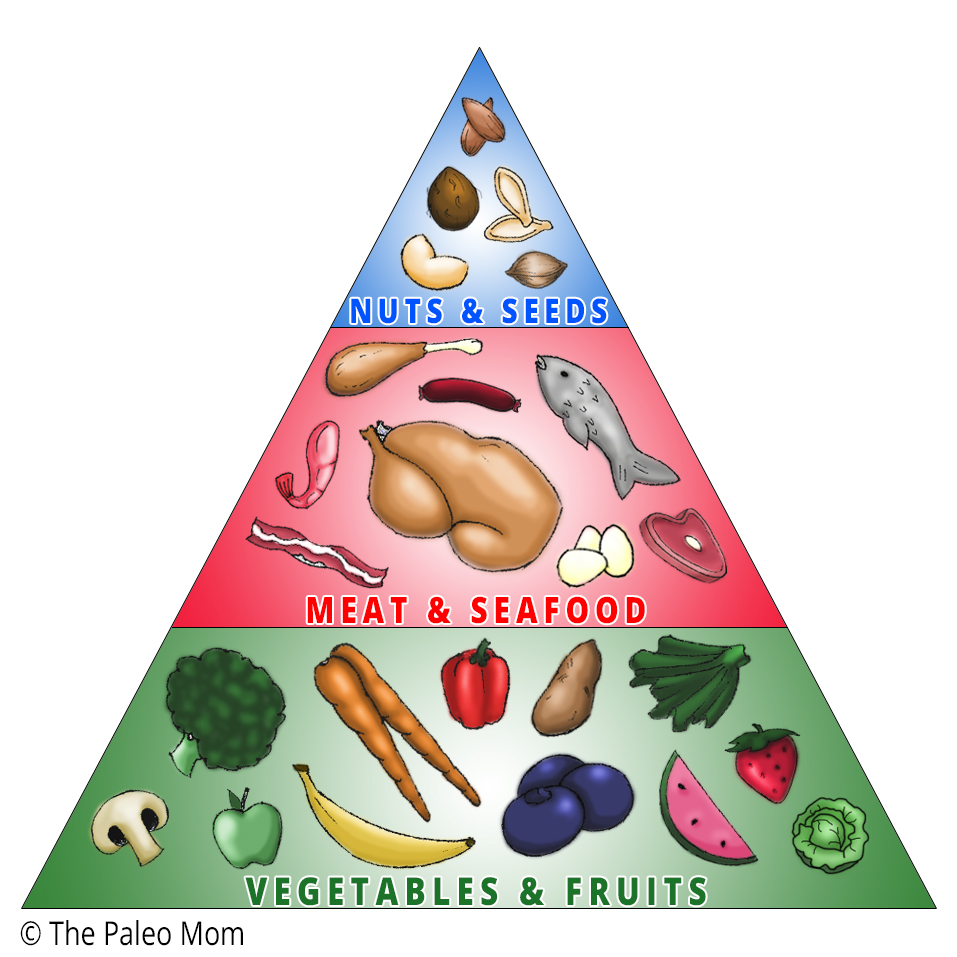 NUTS & SEEDS
MEAT & SEAFOOD
VEGETABLES & FRUITS
© The Paleo Mom